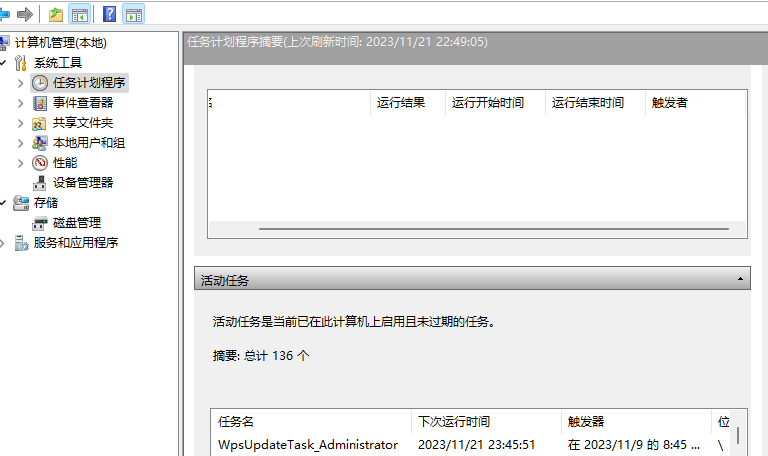 计算机管理(本地)
系统工具
任务计划程序
事件查看器
共享文件夹
本地用户和组
性能
设备管理器
存储
磁盘管理
服务和应用程序
任务计划程序摘要(上次刷新时间: 2023/11/21 22:49:05)
运行结果 运行开始时间 运行结束时间 触发者
活动任务
活动任务是当前已在此计算机上启用且未过期的任务。
摘要: 总计 136 个
任务名 下次运行时间 触发器 位
WpsUpdateTask_Administrator 2023/11/21 23:45:51 在 2023/11/9 的 8:45 ... \